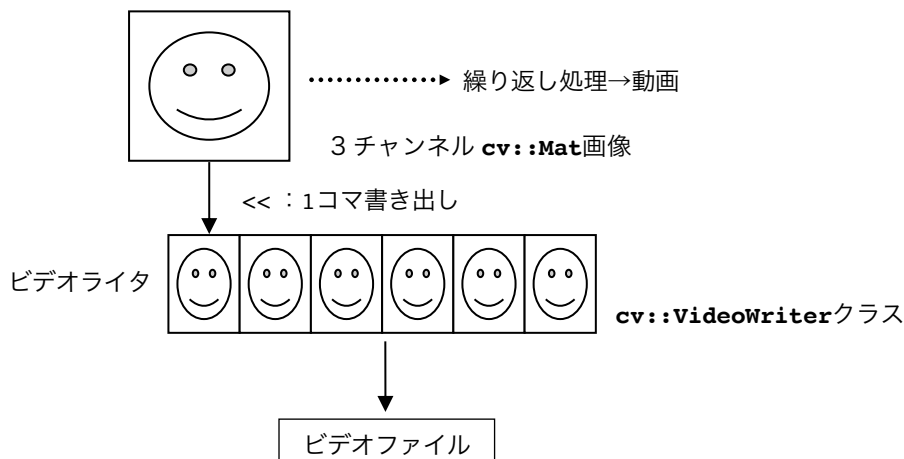 繰り返し処理→動画
３チャンネル cv::Mat画像
<< ：1コマ書き出し
ビデオライタ
cv::VideoWriterクラス
ビデオファイル